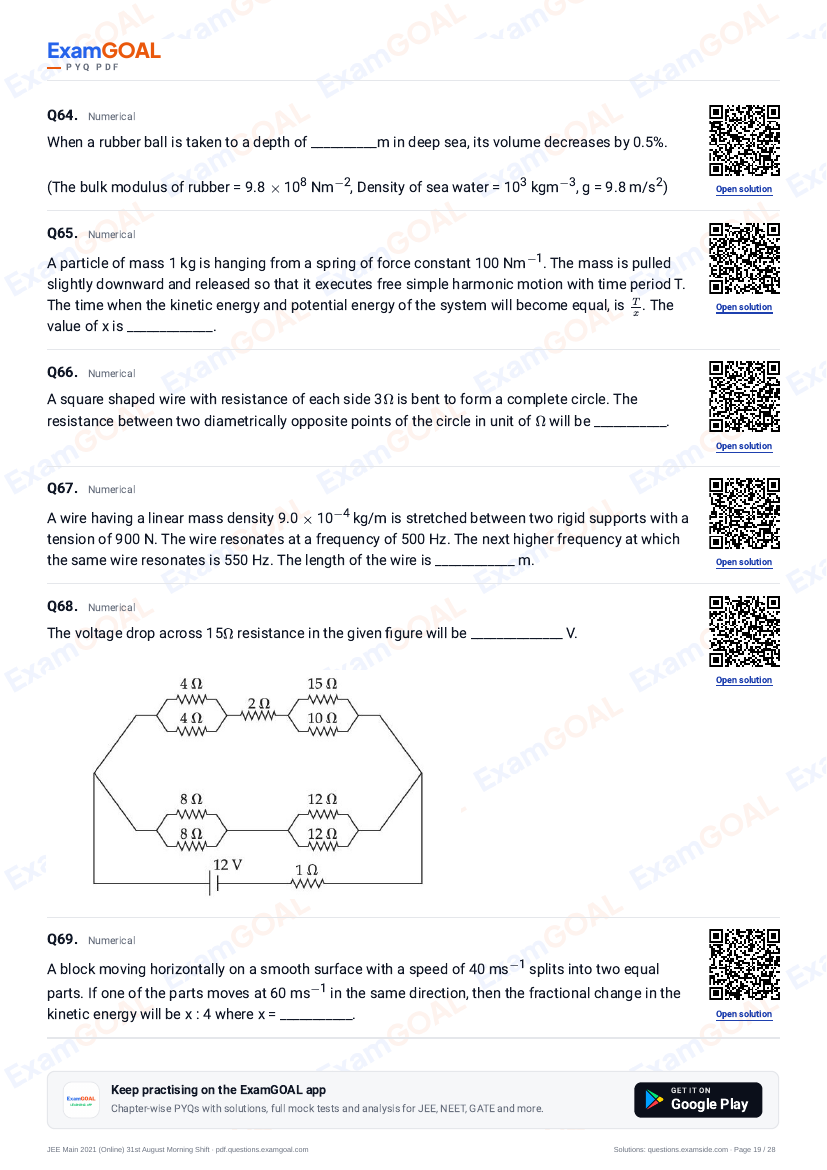 ExamGOAL
PYQ PDF
Q64. Numerical
When a rubber ball is taken to a depth of _________m in deep sea, its volume decreases by 0.5%.
(The bulk modulus of rubber = 9.8 × 10⁸ Nm⁻², Density of sea water = 10³ kgm⁻³, g = 9.8 m/s²)
Open solution
Q65. Numerical
A particle of mass 1 kg is hanging from a spring of force constant 100 Nm⁻¹. The mass is pulled
slightly downward and released so that it executes free simple harmonic motion with time period T.
The time when the kinetic energy and potential energy of the system will become equal, is T/x. The
value of x is ____________.
Open solution
Q66. Numerical
A square shaped wire with resistance of each side 3Ω is bent to form a complete circle. The
resistance between two diametrically opposite points of the circle in unit of Ω will be __________.
Open solution
Q67. Numerical
A wire having a linear mass density 9.0 × 10⁻⁴ kg/m is stretched between two rigid supports with a
tension of 900 N. The wire resonates at a frequency of 500 Hz. The next higher frequency at which
the same wire resonates is 550 Hz. The length of the wire is ___________ m.
Open solution
Q68. Numerical
The voltage drop across 15Ω resistance in the given figure will be _____________ V.
Open solution
4 Ω 15 Ω
2 Ω
4 Ω 10 Ω
8 Ω 12 Ω
8 Ω 12 Ω
12 V 1 Ω
Q69. Numerical
A block moving horizontally on a smooth surface with a speed of 40 ms⁻¹ splits into two equal
parts. If one of the parts moves at 60 ms⁻¹ in the same direction, then the fractional change in the
kinetic energy will be x : 4 where x = __________.
Open solution
ExamGOAL
Keep practising on the ExamGOAL app
Chapter-wise PYQs with solutions, full mock tests and analysis for JEE, NEET, GATE and more.
GET IT ON
Google Play
JEE Main 2021 (Online) 31st August Morning Shift · pdf.questions.examgoal.com
Solutions: questions.examside.com · Page 19 / 28